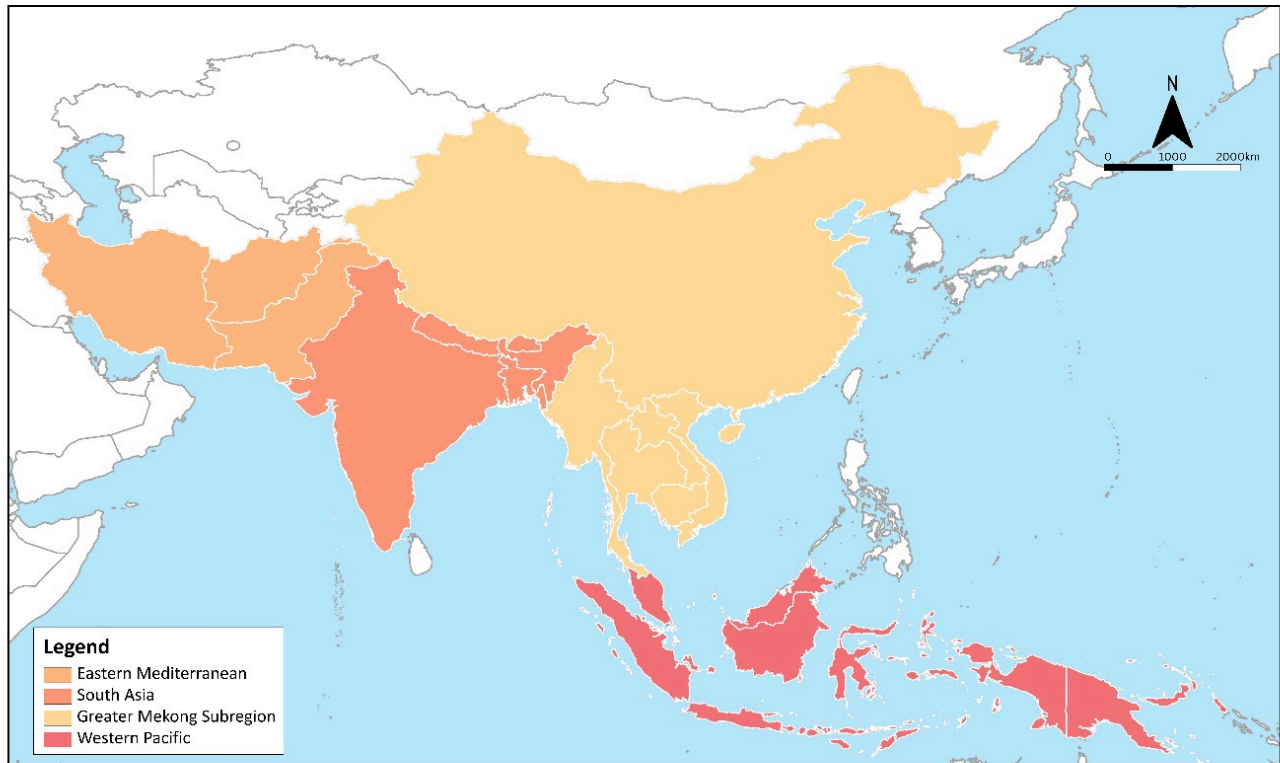 N
0 1000 2000km
Legend
Eastern Mediterranean
South Asia
Greater Mekong Subregion
Western Pacific